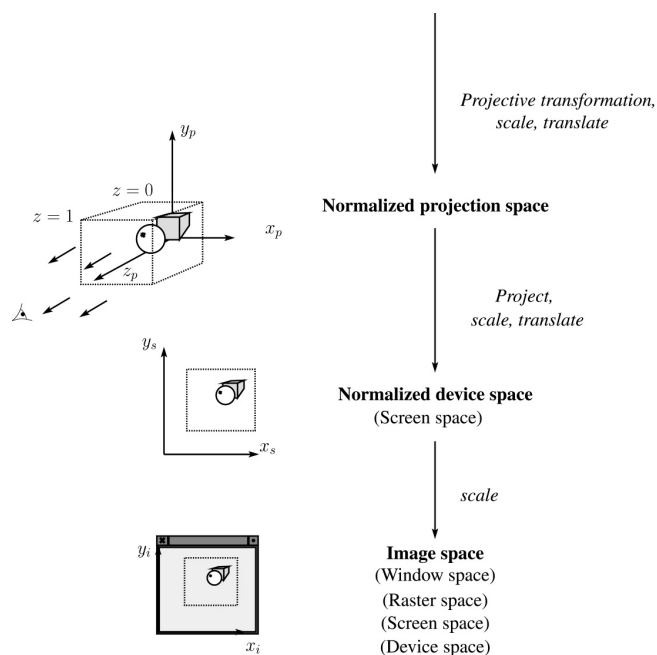 Projective transformation,
scale, translate
y_p
z = 0
z = 1
x_p
z_p
Normalized projection space
Project,
scale, translate
y_s
x_s
Normalized device space
(Screen space)
scale
y_i
x_i
Image space
(Window space)
(Raster space)
(Screen space)
(Device space)